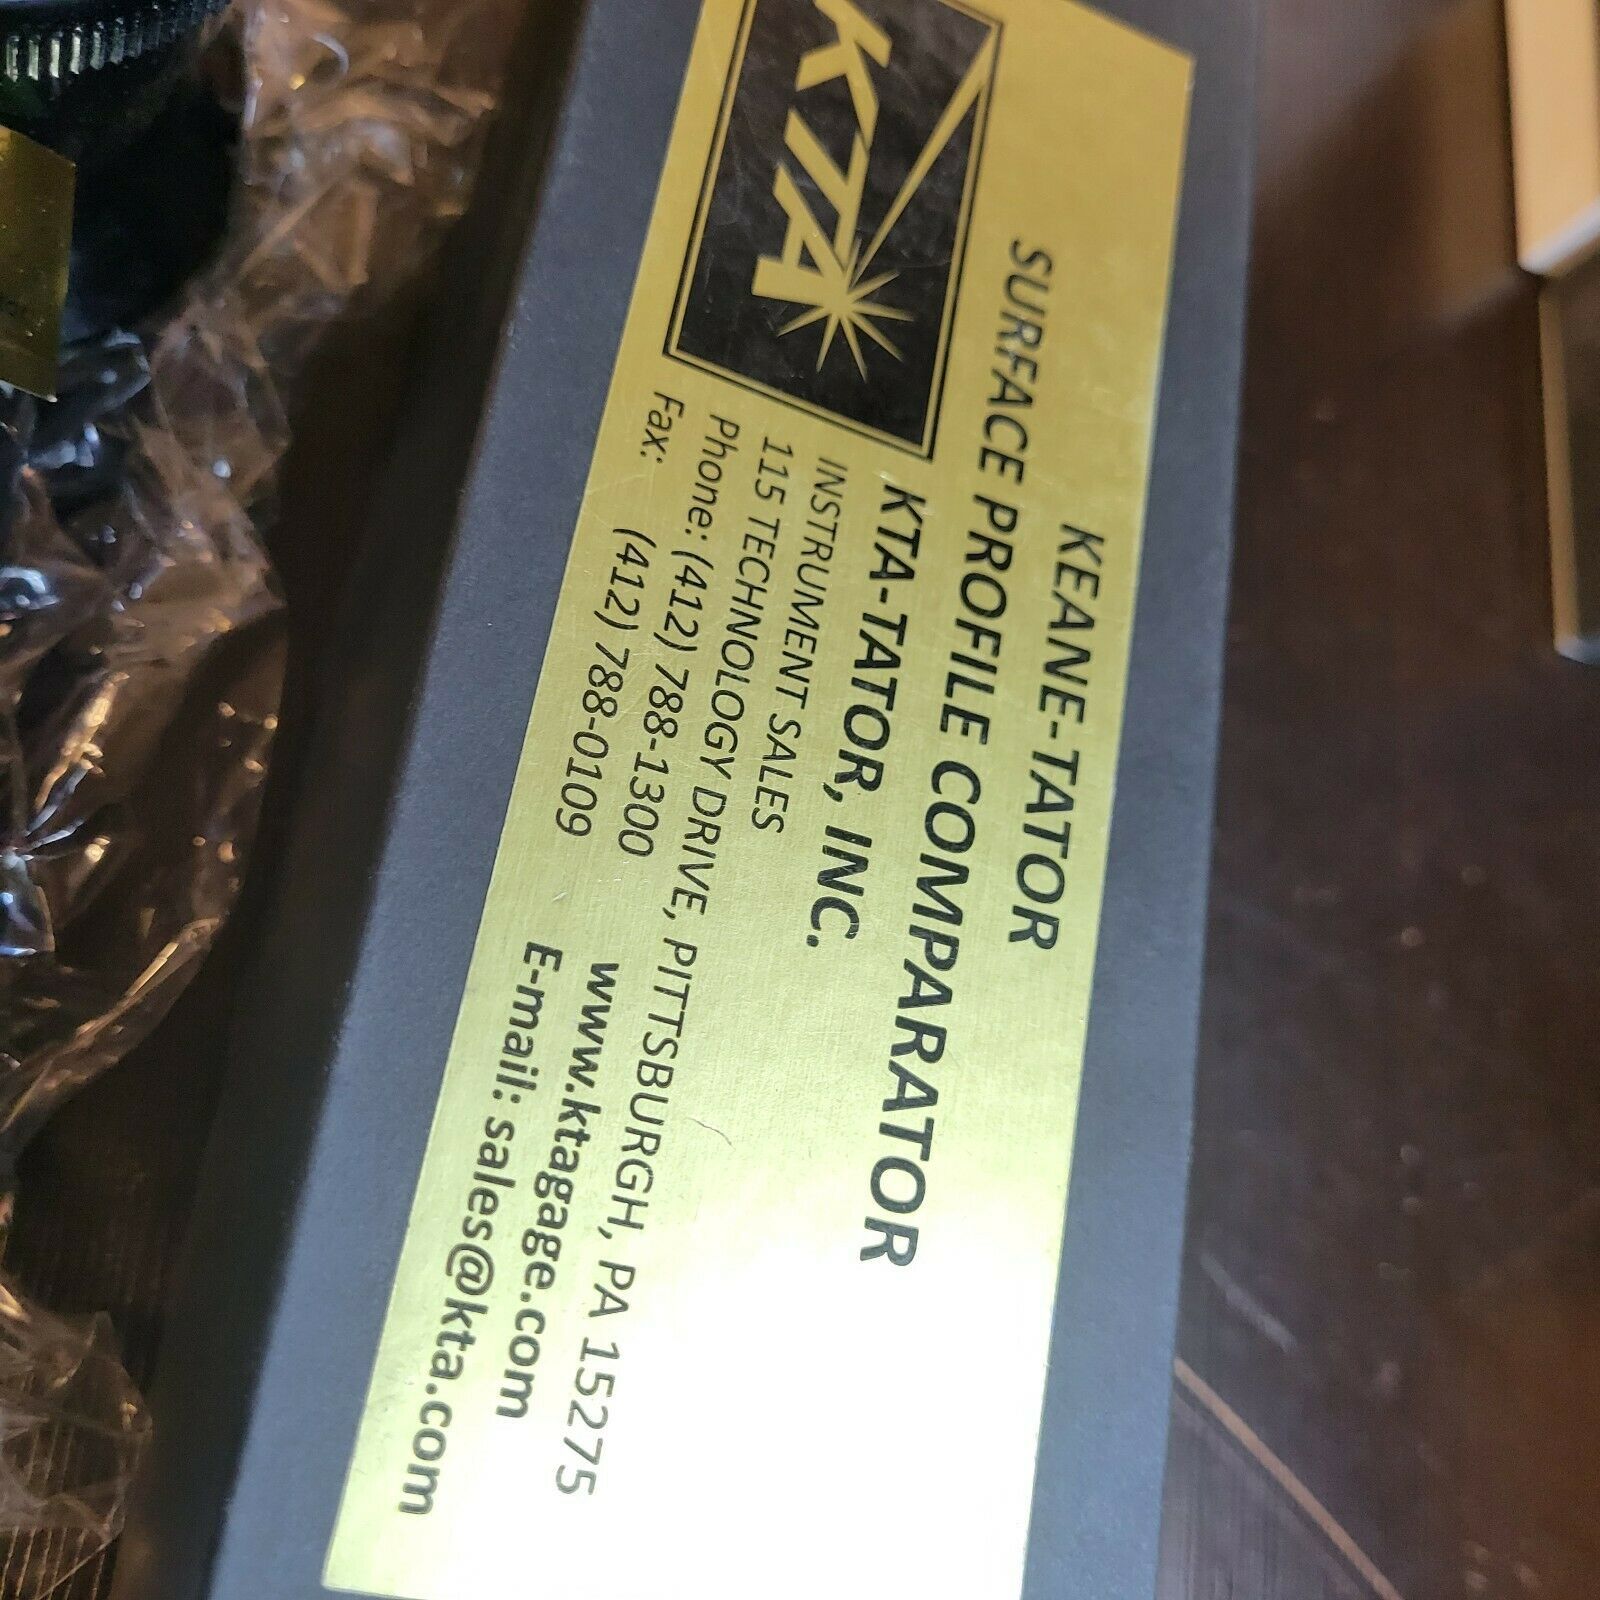 KEANE-TATOR
SURFACE PROFILE COMPARATOR
KTA
KTA-TATOR, INC.
INSTRUMENT SALES
115 TECHNOLOGY DRIVE, PITTSBURGH, PA 15275
Phone: (412) 788-1300 www.ktagage.com
Fax: (412) 788-0109 E-mail: sales@kta.com